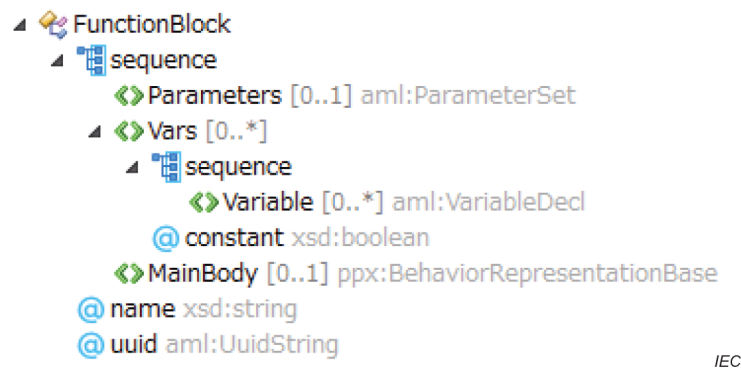 FunctionBlock
sequence
Parameters [0..1] aml:ParameterSet
Vars [0..*]
sequence
Variable [0..*] aml:VariableDecl
@ constant xsd:boolean
MainBody [0..1] ppx:BehaviorRepresentationBase
@ name xsd:string
@ uuid aml:UuidString
IEC